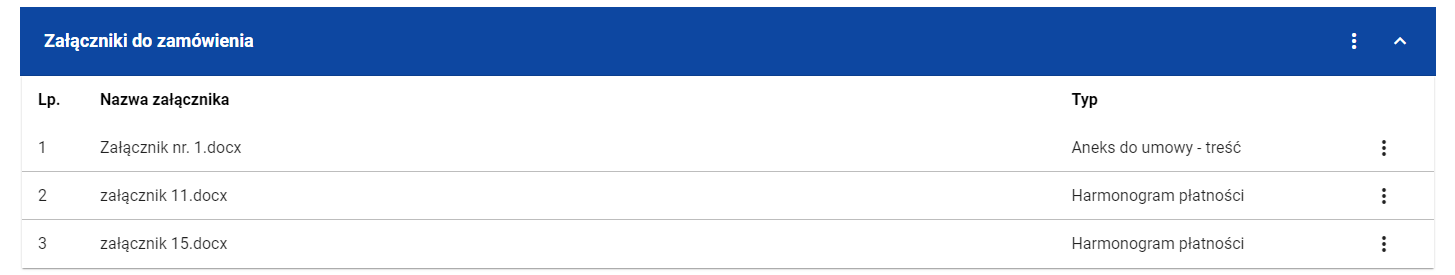 Załączniki do zamówienia
Lp. Nazwa załącznika Typ
1 Załącznik nr. 1.docx Aneks do umowy - treść
2 załącznik 11.docx Harmonogram płatności
3 załącznik 15.docx Harmonogram płatności